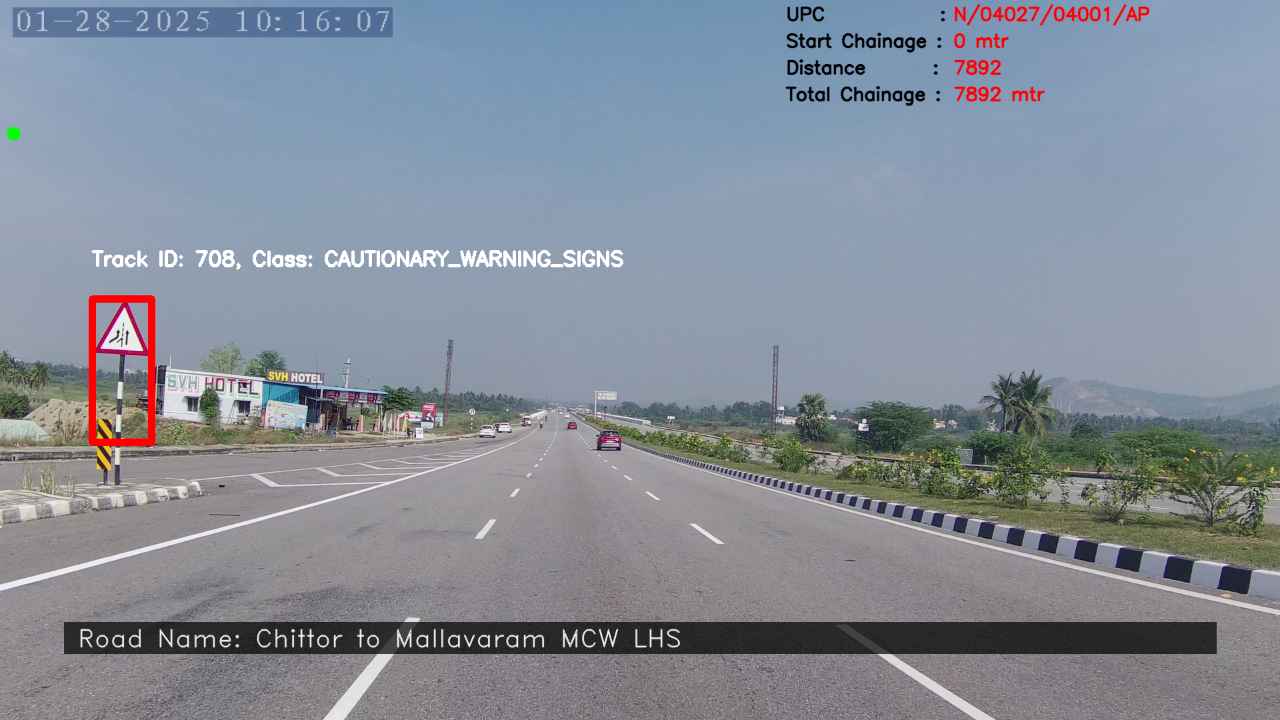 01-28-2025 10:16:07
UPC : N/04027/04001/AP
Start Chainage : 0 mtr
Distance : 7892
Total Chainage : 7892 mtr
Track ID: 708, Class: CAUTIONARY_WARNING_SIGNS
SVH HOTEL
SVH HOTEL
Road Name: Chittor to Mallavaram MCW LHS